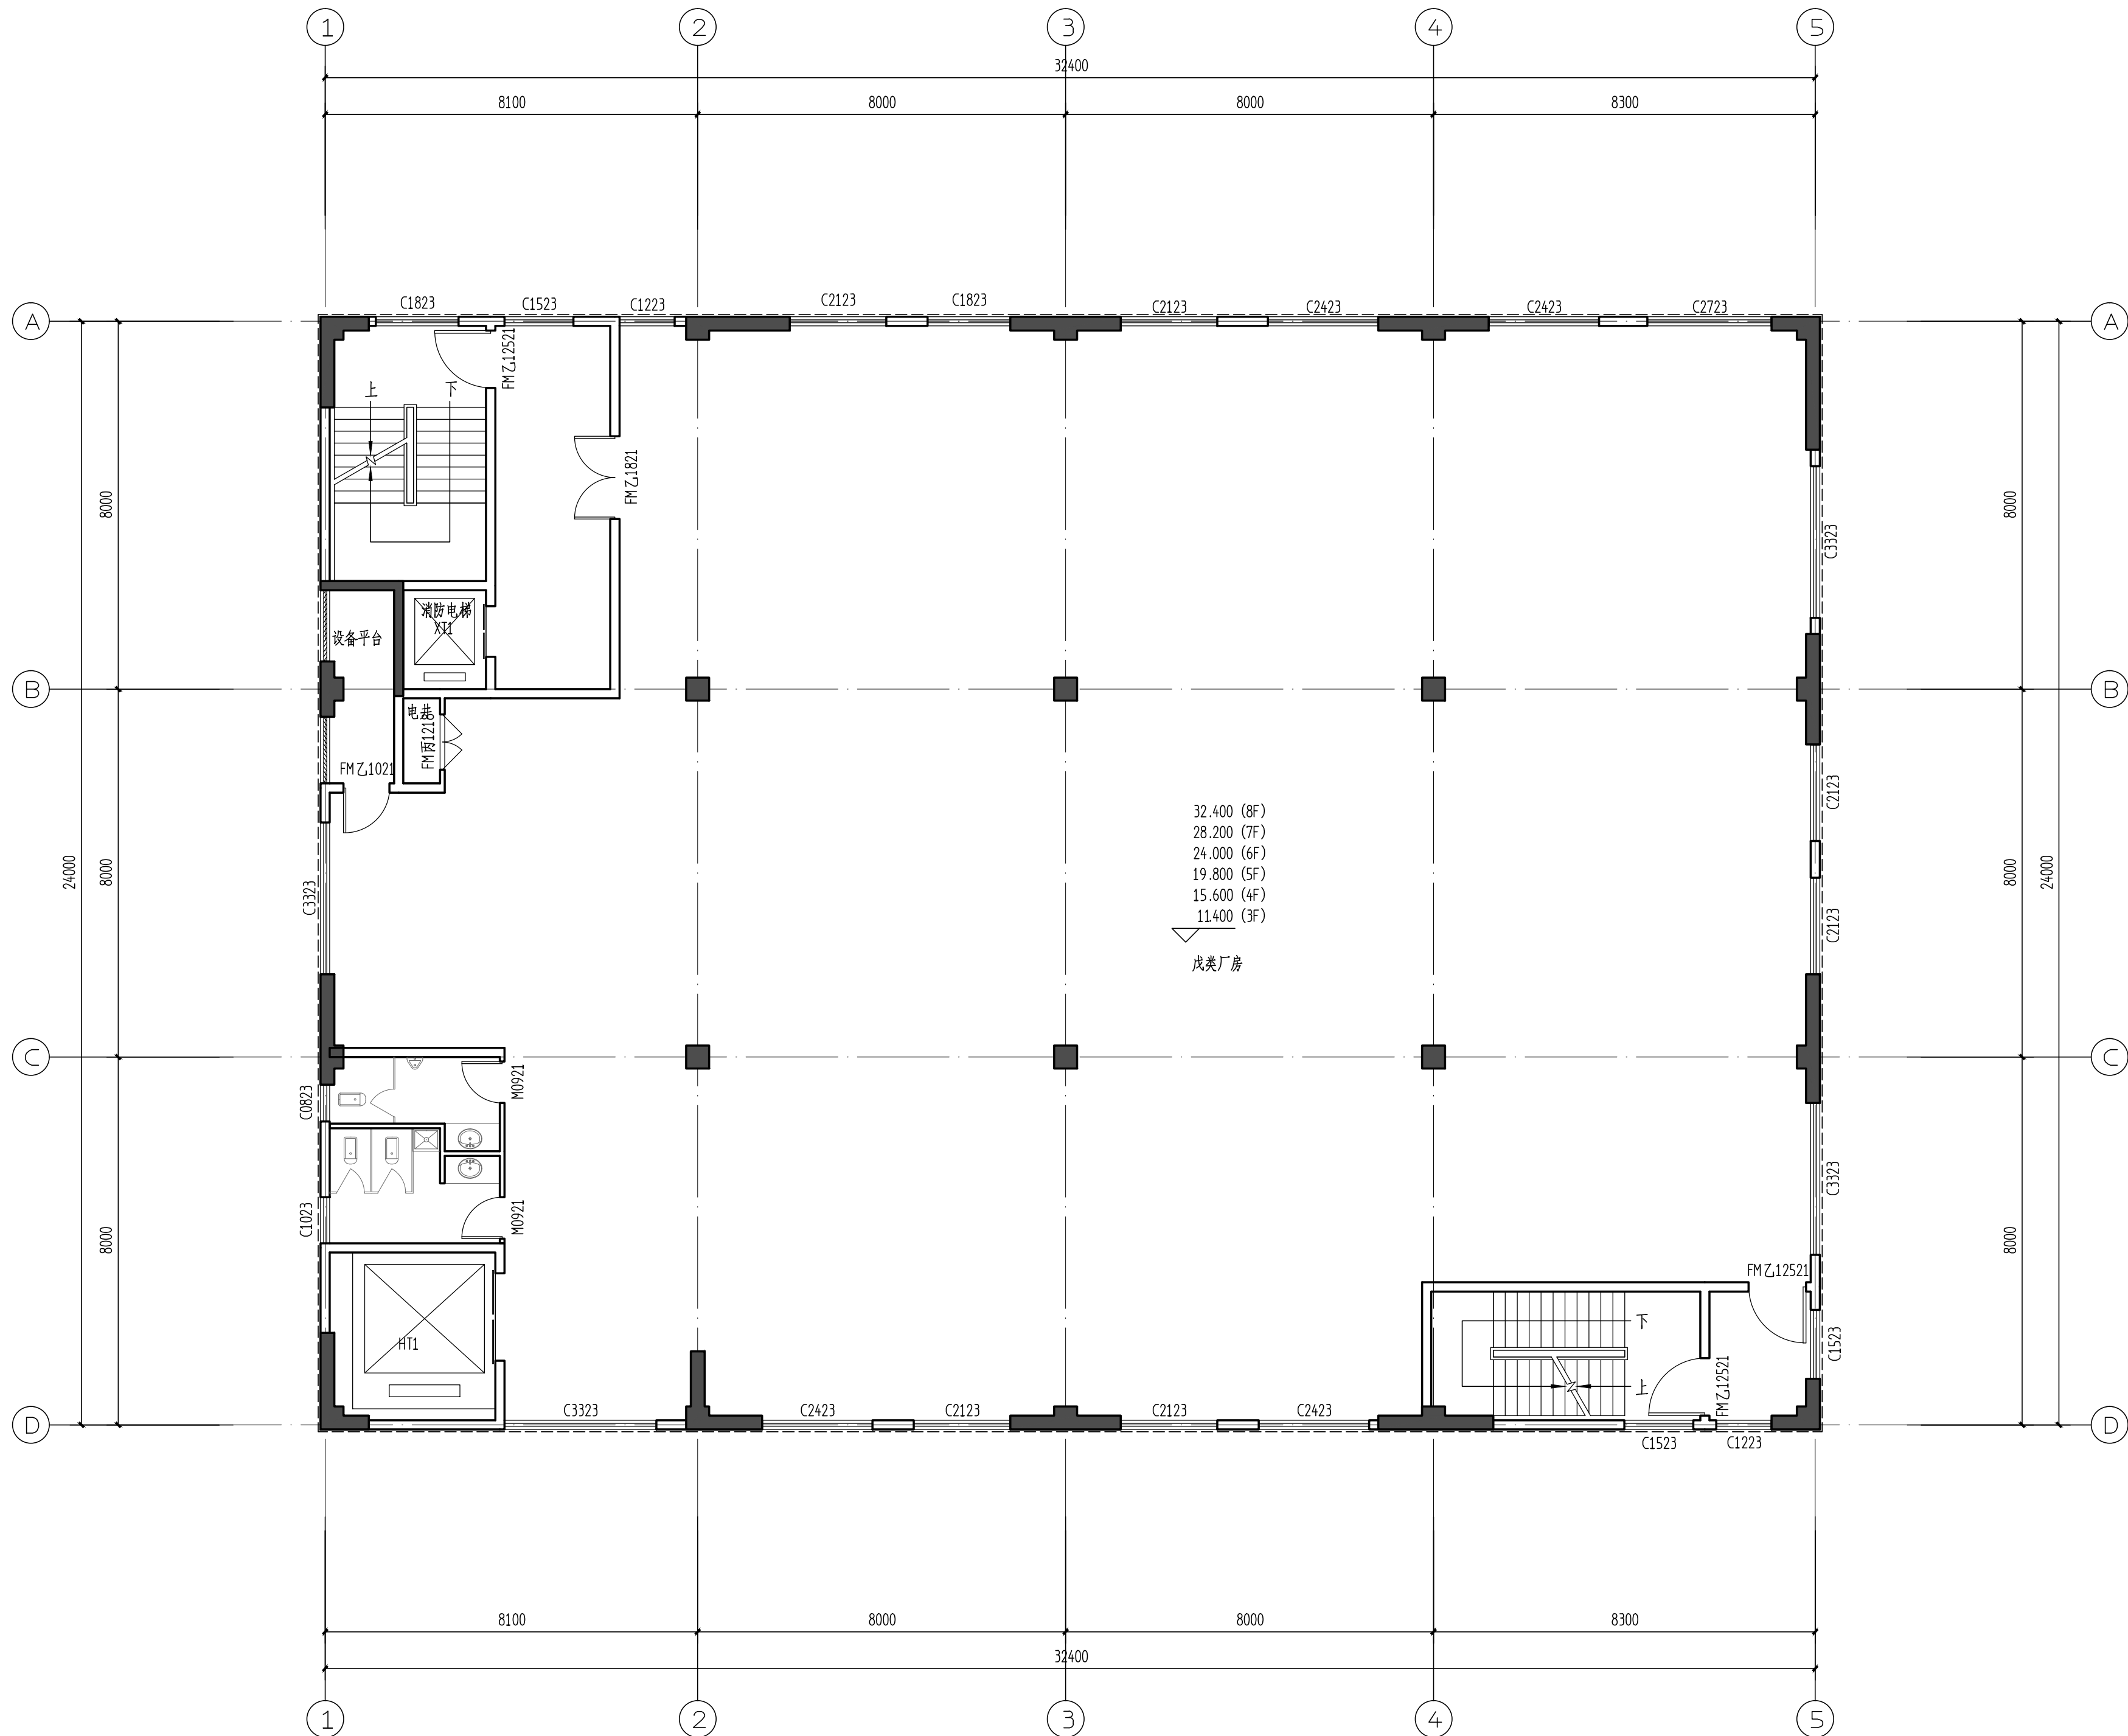 1 2 3 4 5
32400
8100 8000 8000 8300
C1823 C1523 C1223 C2123 C1823 C2123 C2423 C2423 C2723
A A
FM乙12521
上 下
FM乙1821
8000 8000
C3323
消防电梯
XT1
设备平台
B B
电井
FM丙1216
FM乙1021
C2123
32.400 (8F)
28.200 (7F)
24.000 (6F)
19.800 (5F)
15.600 (4F)
11.400 (3F)
24000 8000 8000 24000
C3323
C2123
戊类厂房
C C
C0823
M0921
C3323
C1023
M0921
8000 8000
FM乙12521
下
HT1
C1523
上
FM乙12521
C3323 C2423 C2123 C2123 C2423
D D
C1523 C1223
8100 8000 8000 8300
32400
1 2 3 4 5